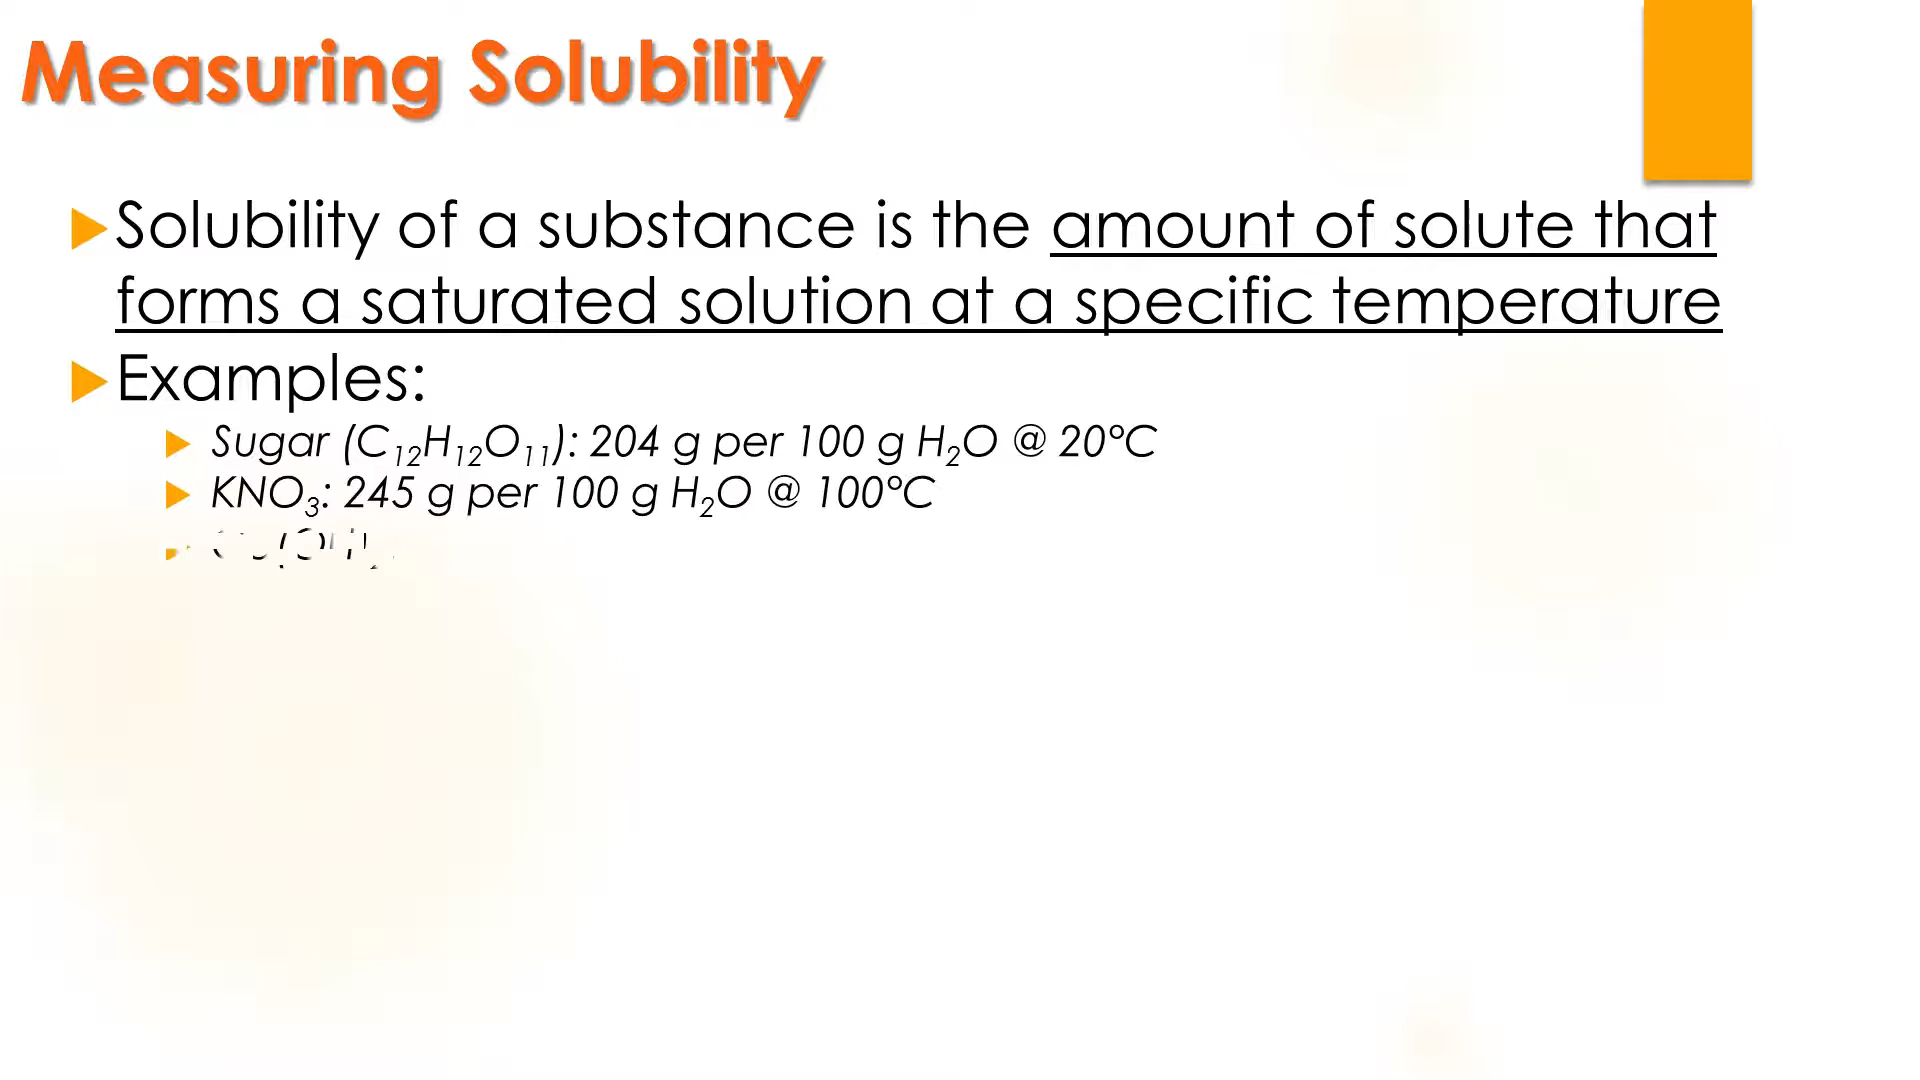 Measuring Solubility
Solubility of a substance is the amount of solute that
forms a saturated solution at a specific temperature
Examples:
Sugar (C₁₂H₁₂O₁₁): 204 g per 100 g H₂O @ 20°C
KNO₃: 245 g per 100 g H₂O @ 100°C